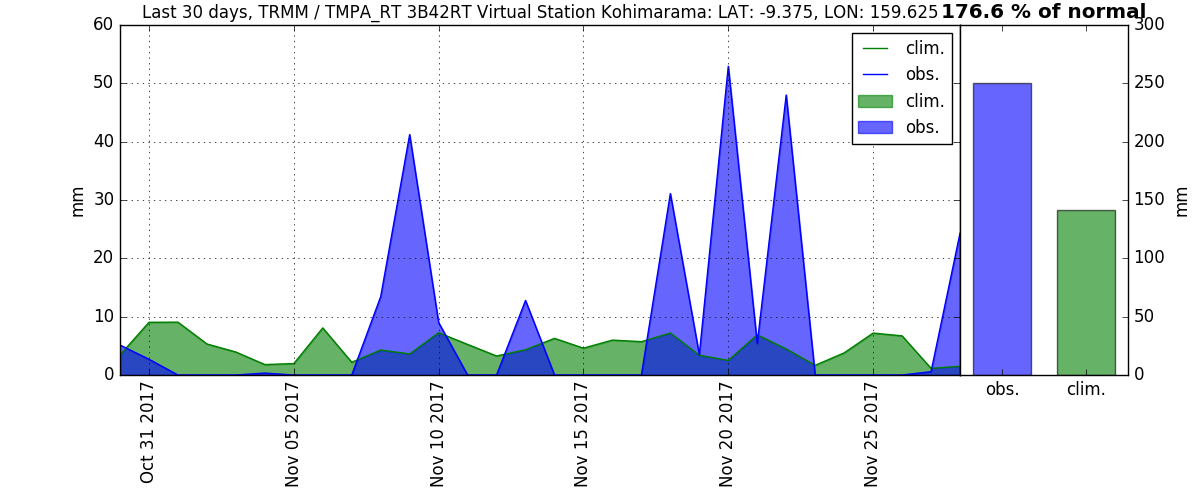 Last 30 days, TRMM / TMPA_RT 3B42RT Virtual Station Kohimarama: LAT: -9.375, LON: 159.625
176.6 % of normal
60
50
40
30
20
10
0
mm
clim.
obs.
clim.
obs.
Oct 31 2017
Nov 05 2017
Nov 10 2017
Nov 15 2017
Nov 20 2017
Nov 25 2017
300
250
200
150
100
50
0
mm
obs.
clim.